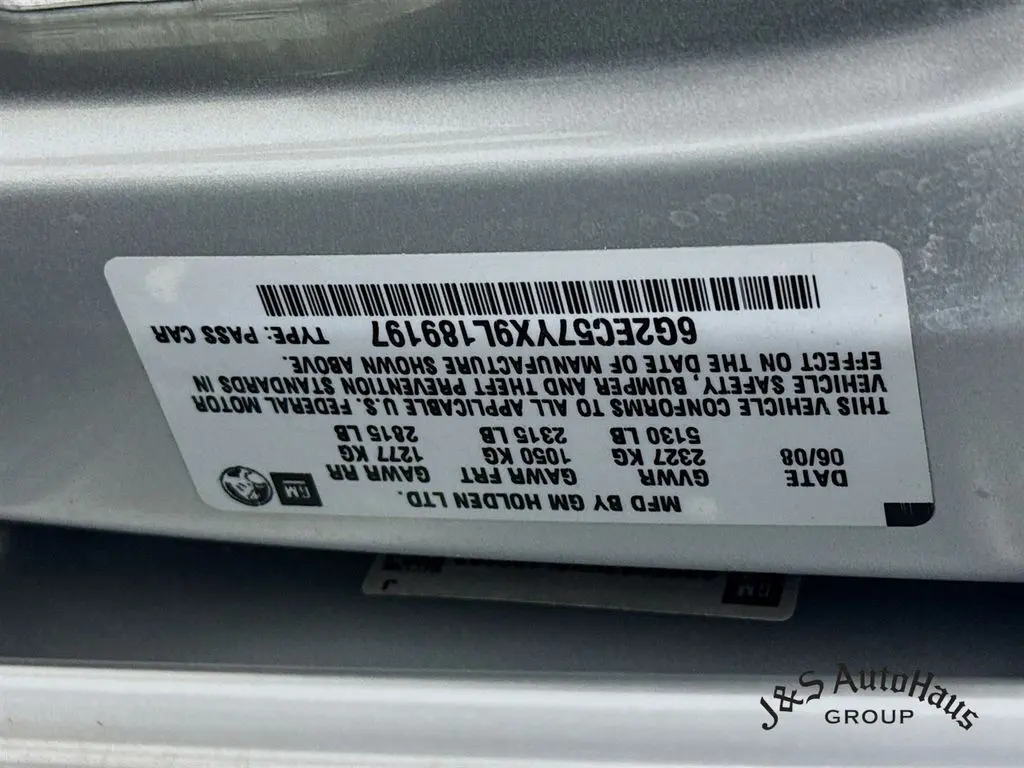 MFD BY GM HOLDEN LTD.
GM
DATE GVWR GAWR FRT GAWR RR
06/08 2327 KG 1050 KG 1277 KG
5130 LB 2315 LB 2815 LB
THIS VEHICLE CONFORMS TO ALL APPLICABLE U.S. FEDERAL MOTOR
VEHICLE SAFETY, BUMPER AND THEFT PREVENTION STANDARDS IN
EFFECT ON THE DATE OF MANUFACTURE SHOWN ABOVE.
6G2EC57YX9L189197 TYPE: PASS CAR
GM
J
J&S AutoHaus
GROUP